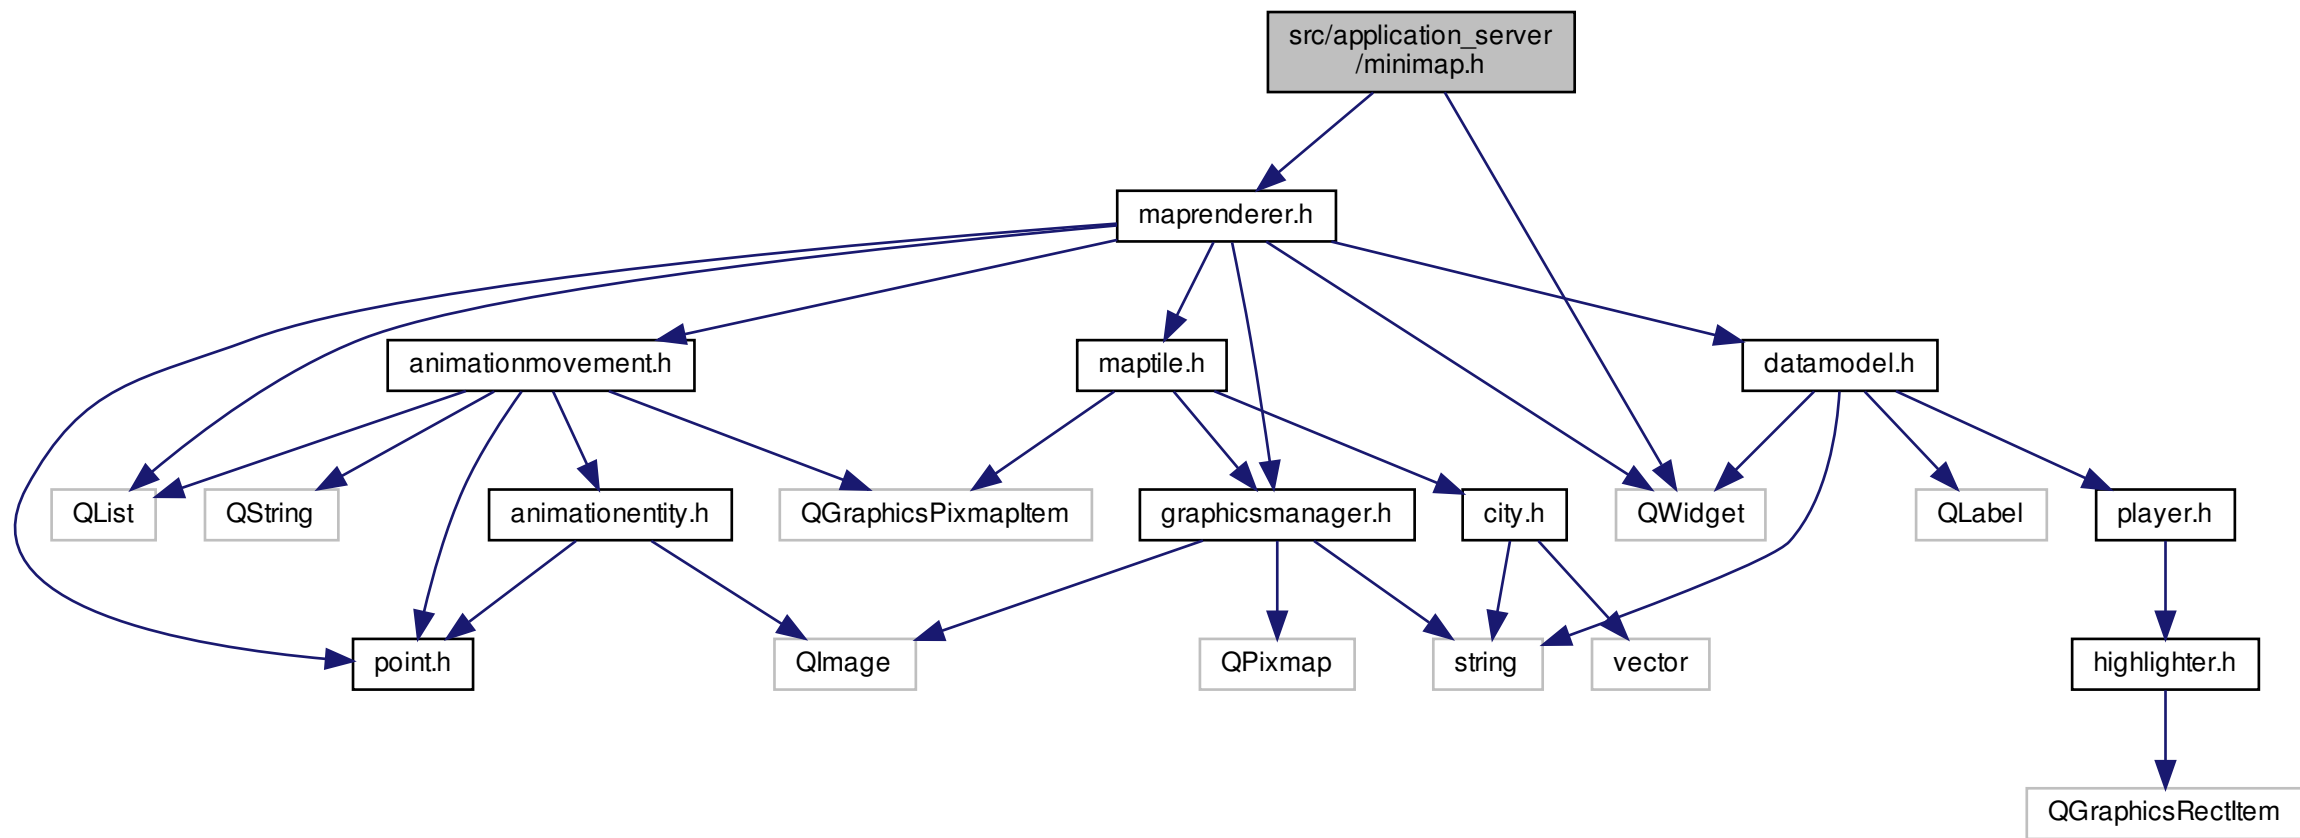 src/application_server
/minimap.h
maprenderer.h
animationmovement.h
maptile.h
datamodel.h
QList
QString
animationentity.h
QGraphicsPixmapItem
graphicsmanager.h
city.h
QWidget
QLabel
player.h
point.h
QImage
QPixmap
string
vector
highlighter.h
QGraphicsRectItem